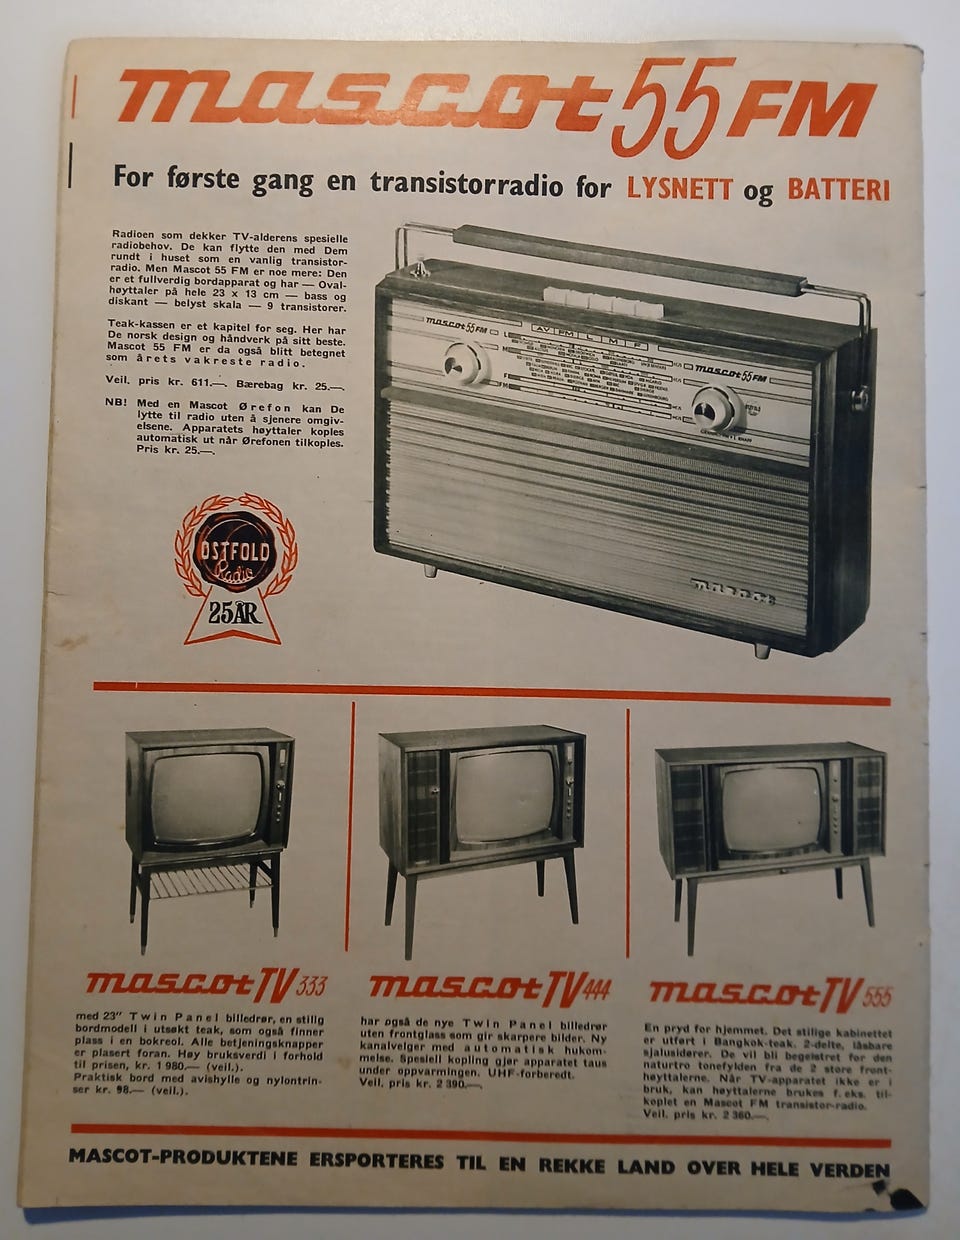 mascot 55 FM
For første gang en transistorradio for LYSNETT og BATTERI
Radioen som dekker TV-alderens spesielle
radiobehov. De kan flytte den med Dem
rundt i huset som en vanlig transistor-
radio. Men Mascot 55 FM er noe mere: Den
er et fullverdig bordapparat og har — Oval-
høyttaler på hele 23 x 13 cm — bass og
diskant — belyst skala — 9 transistorer.
Teak-kassen er et kapitel for seg. Her har
De norsk design og håndverk på sitt beste.
Mascot 55 FM er da også blitt betegnet
som årets vakreste radio.
Veil. pris kr. 611.—. Bærebag kr. 25.—.
NB! Med en Mascot Ørefon kan De
lytte til radio uten å sjenere omgiv-
elsene. Apparatets høyttaler koples
automatisk ut når Ørefonen tilkoples.
Pris kr. 25.—.
mascot 55 FM
AV FM L M F
mascot 55 FM
mascot
ØSTFOLD
Radio
25 ÅR
mascot TV 333
med 23" Twin Panel billedrør, en stilig
bordmodell i utsøkt teak, som også finner
plass i en bokreol. Alle betjeningsknapper
er plasert foran. Høy bruksverdi i forhold
til prisen, kr. 1 980.— (veil.).
Praktisk bord med avishylle og nylontrin-
ser kr. 98.— (veil.).
mascot TV 444
har også de nye Twin Panel billedrør
uten frontglass som gir skarpere bilder. Ny
kanalvelger med automatisk hukom-
melse. Spesiell kopling gjør apparatet taus
under oppvarmingen. UHF-forberedt.
Veil. pris kr. 2 390.—.
mascot TV 555
En pryd for hjemmet. Det stilige kabinettet
er utført i Bangkok-teak. 2-delte, låsbare
sjalusidører. De vil bli begeistret for den
naturtro tonefylden fra de 2 store front-
høyttalerne. Når TV-apparatet ikke er i
bruk, kan høyttalerne brukes f. eks. til-
koplet en Mascot FM transistor-radio.
Veil. pris kr. 2 360.—.
MASCOT-PRODUKTENE ERSPORTERES TIL EN REKKE LAND OVER HELE VERDEN